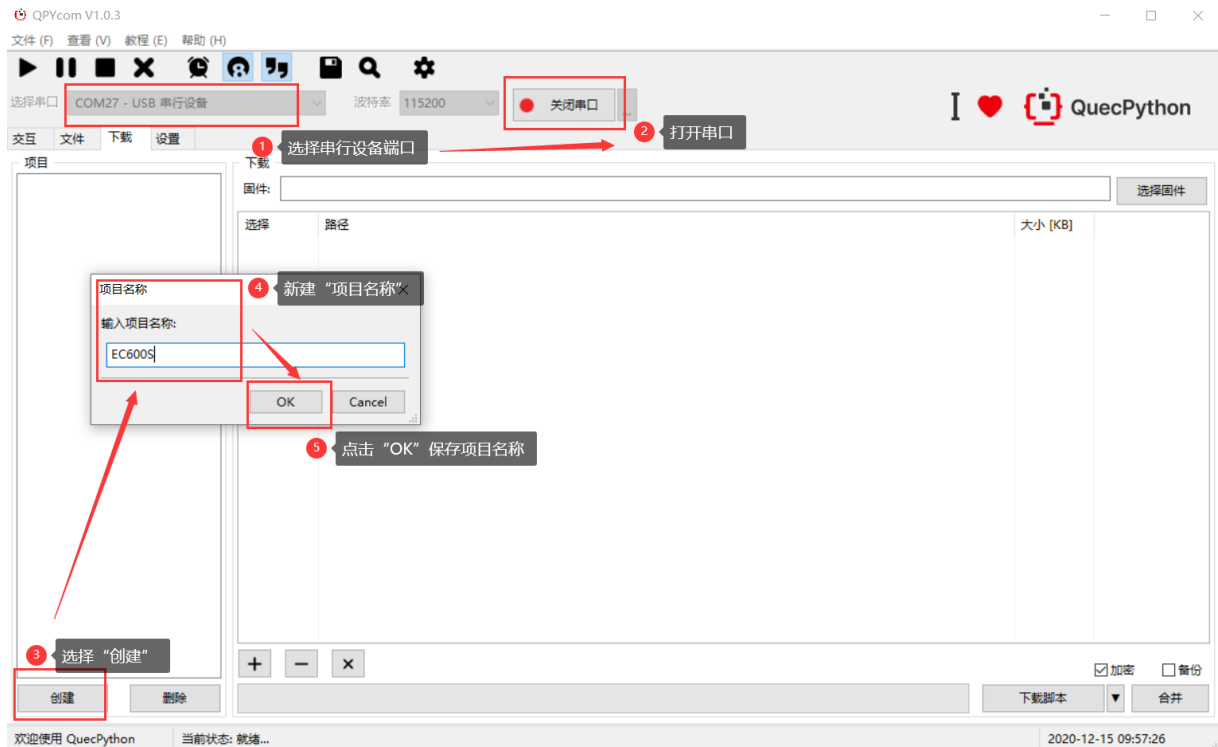 QPYcom V1.0.3
文件 (F) 查看 (V) 教程 (E) 帮助 (H)
选择串口 COM27 - USB 串行设备 波特率 115200 关闭串口
I QuecPython
2 打开串口
交互 文件 下载 设置
1 选择串行设备端口
项目
下载
固件: 选择固件
选择 路径 大小 [KB]
项目名称
4 新建“项目名称”
输入项目名称:
EC600S
OK Cancel
5 点击“OK”保存项目名称
3 选择“创建”
加密 备份
创建 删除 下载脚本 合并
欢迎使用 QuecPython 当前状态: 就绪... 2020-12-15 09:57:26